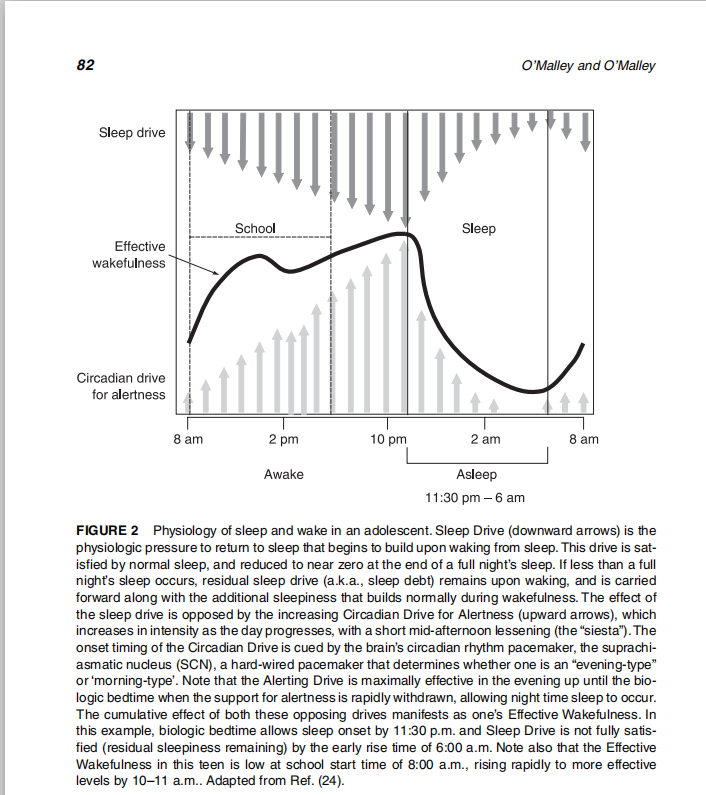 82
O’Malley and O’Malley
Sleep drive
School
Sleep
Effective
wakefulness
Circadian drive
for alertness
8 am
2 pm
10 pm
2 am
8 am
Awake
Asleep
11:30 pm – 6 am
FIGURE 2 Physiology of sleep and wake in an adolescent. Sleep Drive (downward arrows) is the
physiologic pressure to return to sleep that begins to build upon waking from sleep. This drive is sat-
isfied by normal sleep, and reduced to near zero at the end of a full night’s sleep. If less than a full
night’s sleep occurs, residual sleep drive (a.k.a., sleep debt) remains upon waking, and is carried
forward along with the additional sleepiness that builds normally during wakefulness. The effect of
the sleep drive is opposed by the increasing Circadian Drive for Alertness (upward arrows), which
increases in intensity as the day progresses, with a short mid-afternoon lessening (the “siesta”). The
onset timing of the Circadian Drive is cued by the brain’s circadian rhythm pacemaker, the suprachi-
asmatic nucleus (SCN), a hard-wired pacemaker that determines whether one is an “evening-type”
or ‘morning-type’. Note that the Alerting Drive is maximally effective in the evening up until the bio-
logic bedtime when the support for alertness is rapidly withdrawn, allowing night time sleep to occur.
The cumulative effect of both these opposing drives manifests as one’s Effective Wakefulness. In
this example, biologic bedtime allows sleep onset by 11:30 p.m. and Sleep Drive is not fully satis-
fied (residual sleepiness remaining) by the early rise time of 6:00 a.m. Note also that the Effective
Wakefulness in this teen is low at school start time of 8:00 a.m., rising rapidly to more effective
levels by 10–11 a.m.. Adapted from Ref. (24).